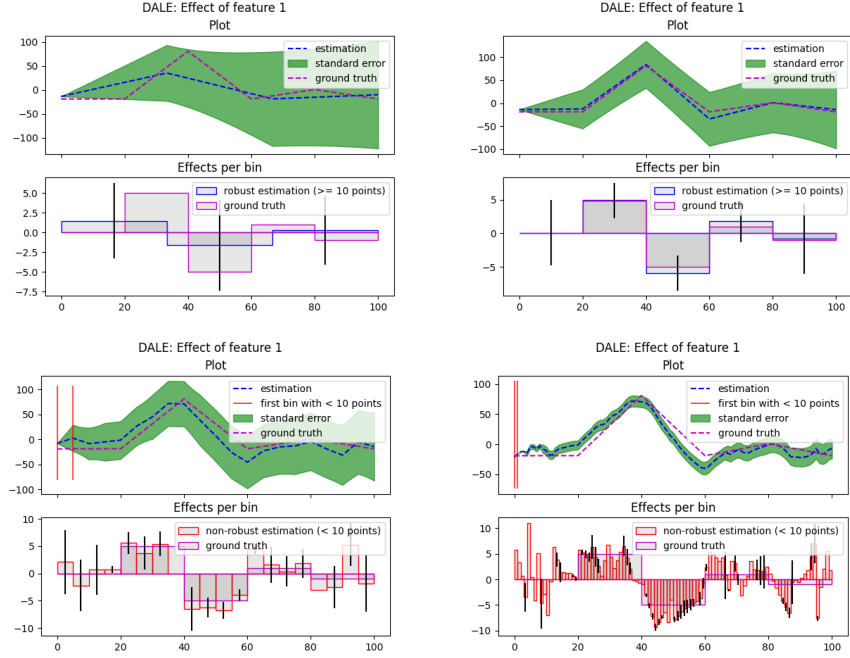 DALE: Effect of feature 1
Plot
100
50
0
−50
−100
estimation
standard error
ground truth
Effects per bin
5.0
2.5
0.0
−2.5
−5.0
−7.5
robust estimation (>= 10 points)
ground truth
0 20 40 60 80 100
DALE: Effect of feature 1
Plot
100
50
0
−50
−100
estimation
standard error
ground truth
Effects per bin
5
0
−5
robust estimation (>= 10 points)
ground truth
0 20 40 60 80 100
DALE: Effect of feature 1
Plot
100
50
0
−50
−100
estimation
first bin with < 10 points
standard error
ground truth
Effects per bin
10
5
0
−5
−10
non-robust estimation (< 10 points)
ground truth
0 20 40 60 80 100
DALE: Effect of feature 1
Plot
100
50
0
−50
estimation
first bin with < 10 points
standard error
ground truth
Effects per bin
10
5
0
−5
−10
non-robust estimation (< 10 points)
ground truth
0 20 40 60 80 100